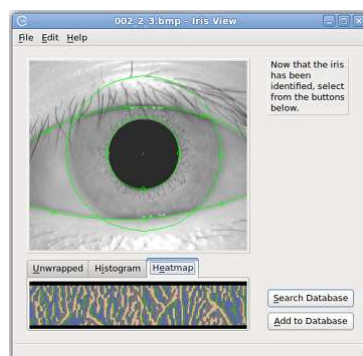 002_2_3.bmp - Iris View
File Edit Help
Now that the iris
has been
identified, select
from the buttons
below.
Unwrapped Histogram Heatmap
Search Database
Add to Database